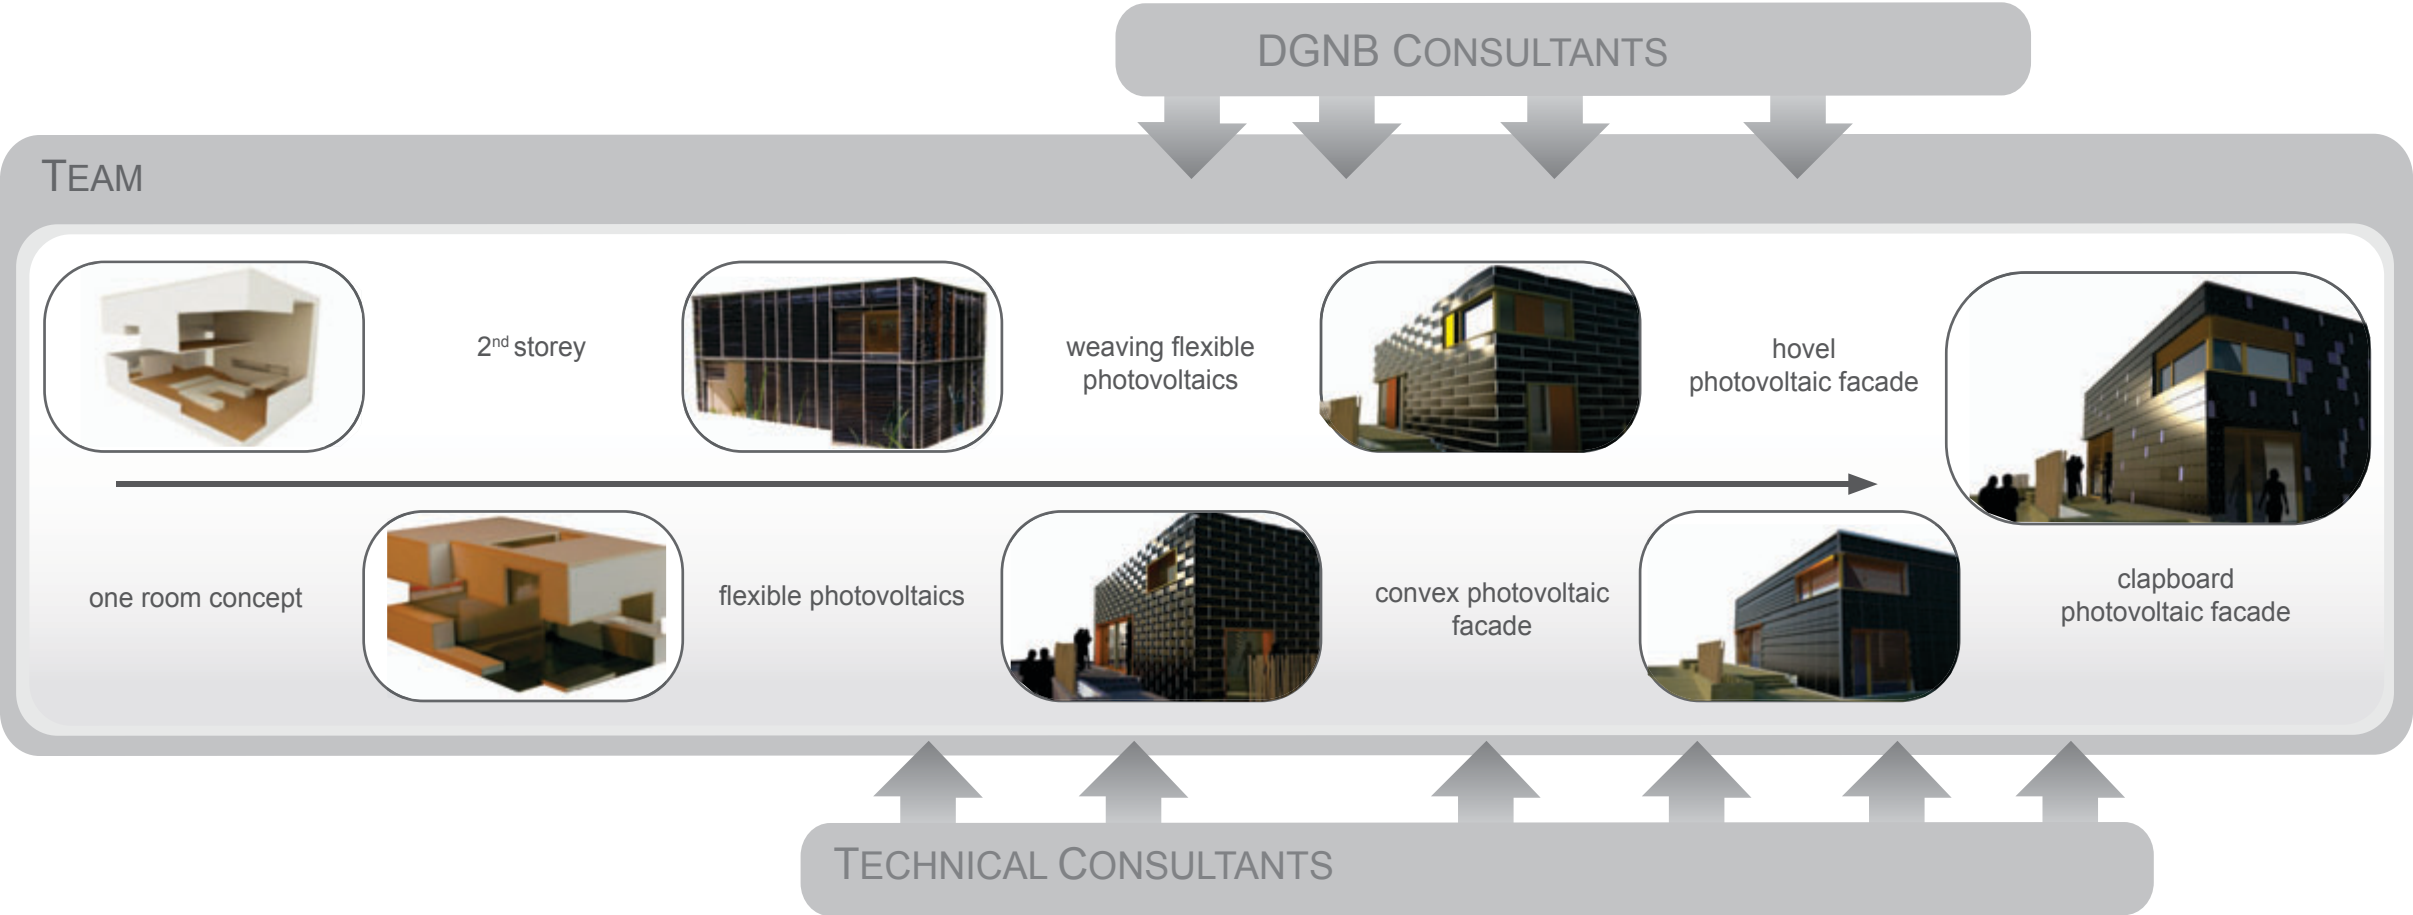 DGNB CONSULTANTS
TEAM
2nd storey
weaving flexible
photovoltaics
hovel
photovoltaic facade
one room concept
flexible photovoltaics
convex photovoltaic
facade
clapboard
photovoltaic facade
TECHNICAL CONSULTANTS